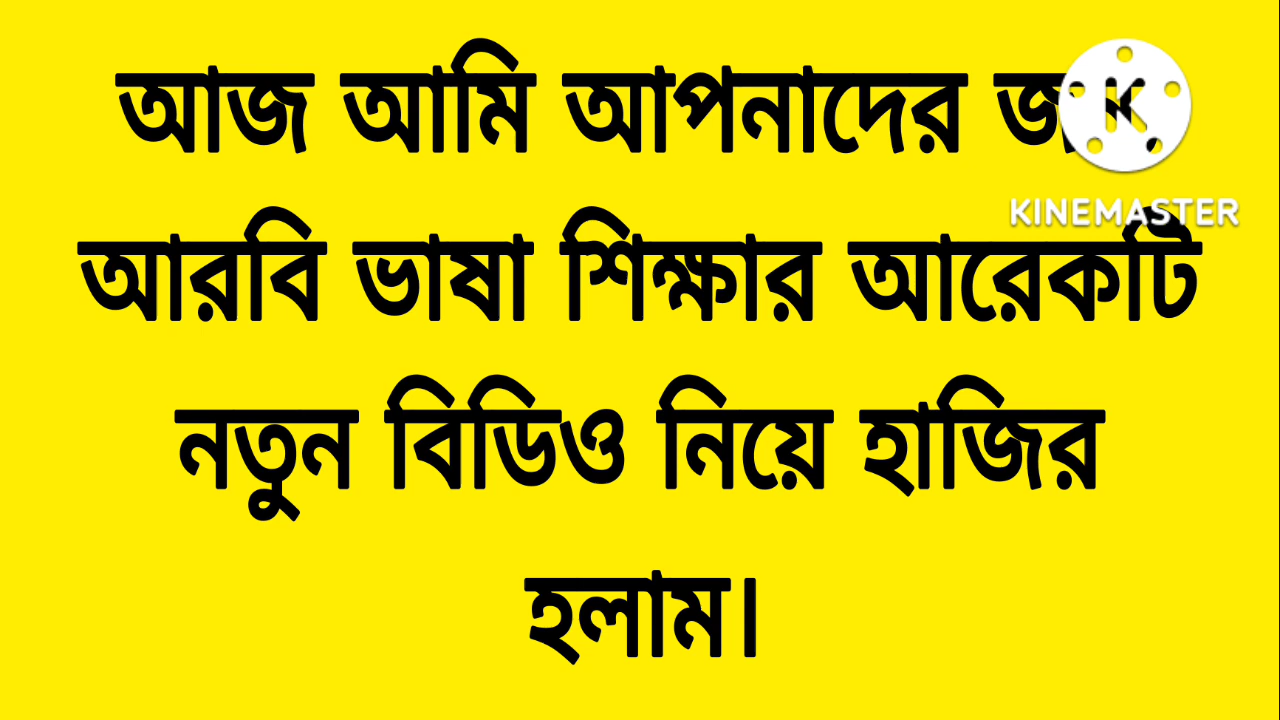 আজ আমি আপনাদের
আরবি ভাষা শিক্ষার আরেকটি
নতুন বিডিও নিয়ে হাজির
হলাম।
KINEMASTER